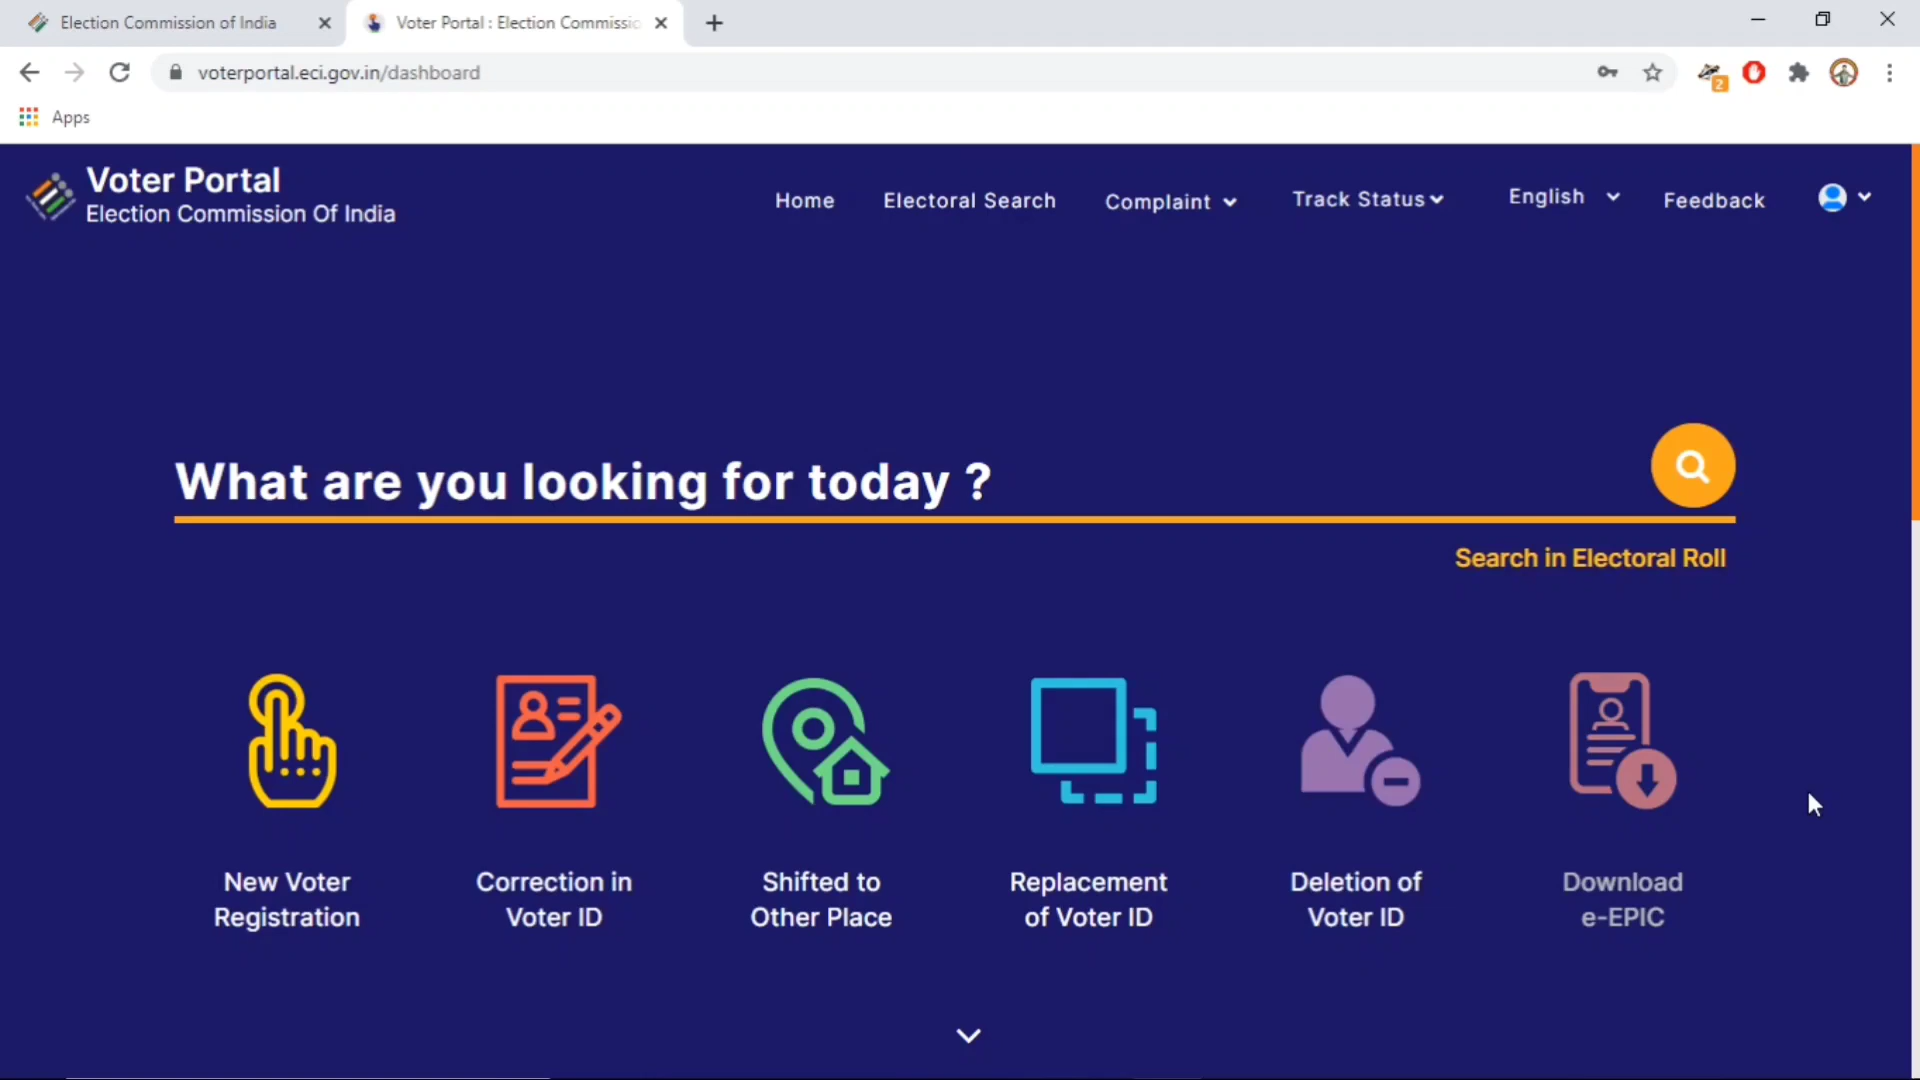 Election Commission of India
Voter Portal : Election Commissio
voterportal.eci.gov.in/dashboard
2
Apps
Voter Portal
Election Commission Of India
Home
Electoral Search
Complaint
Track Status
English
Feedback
What are you looking for today ?
Search in Electoral Roll
New Voter
Registration
Correction in
Voter ID
Shifted to
Other Place
Replacement
of Voter ID
Deletion of
Voter ID
Download
e-EPIC